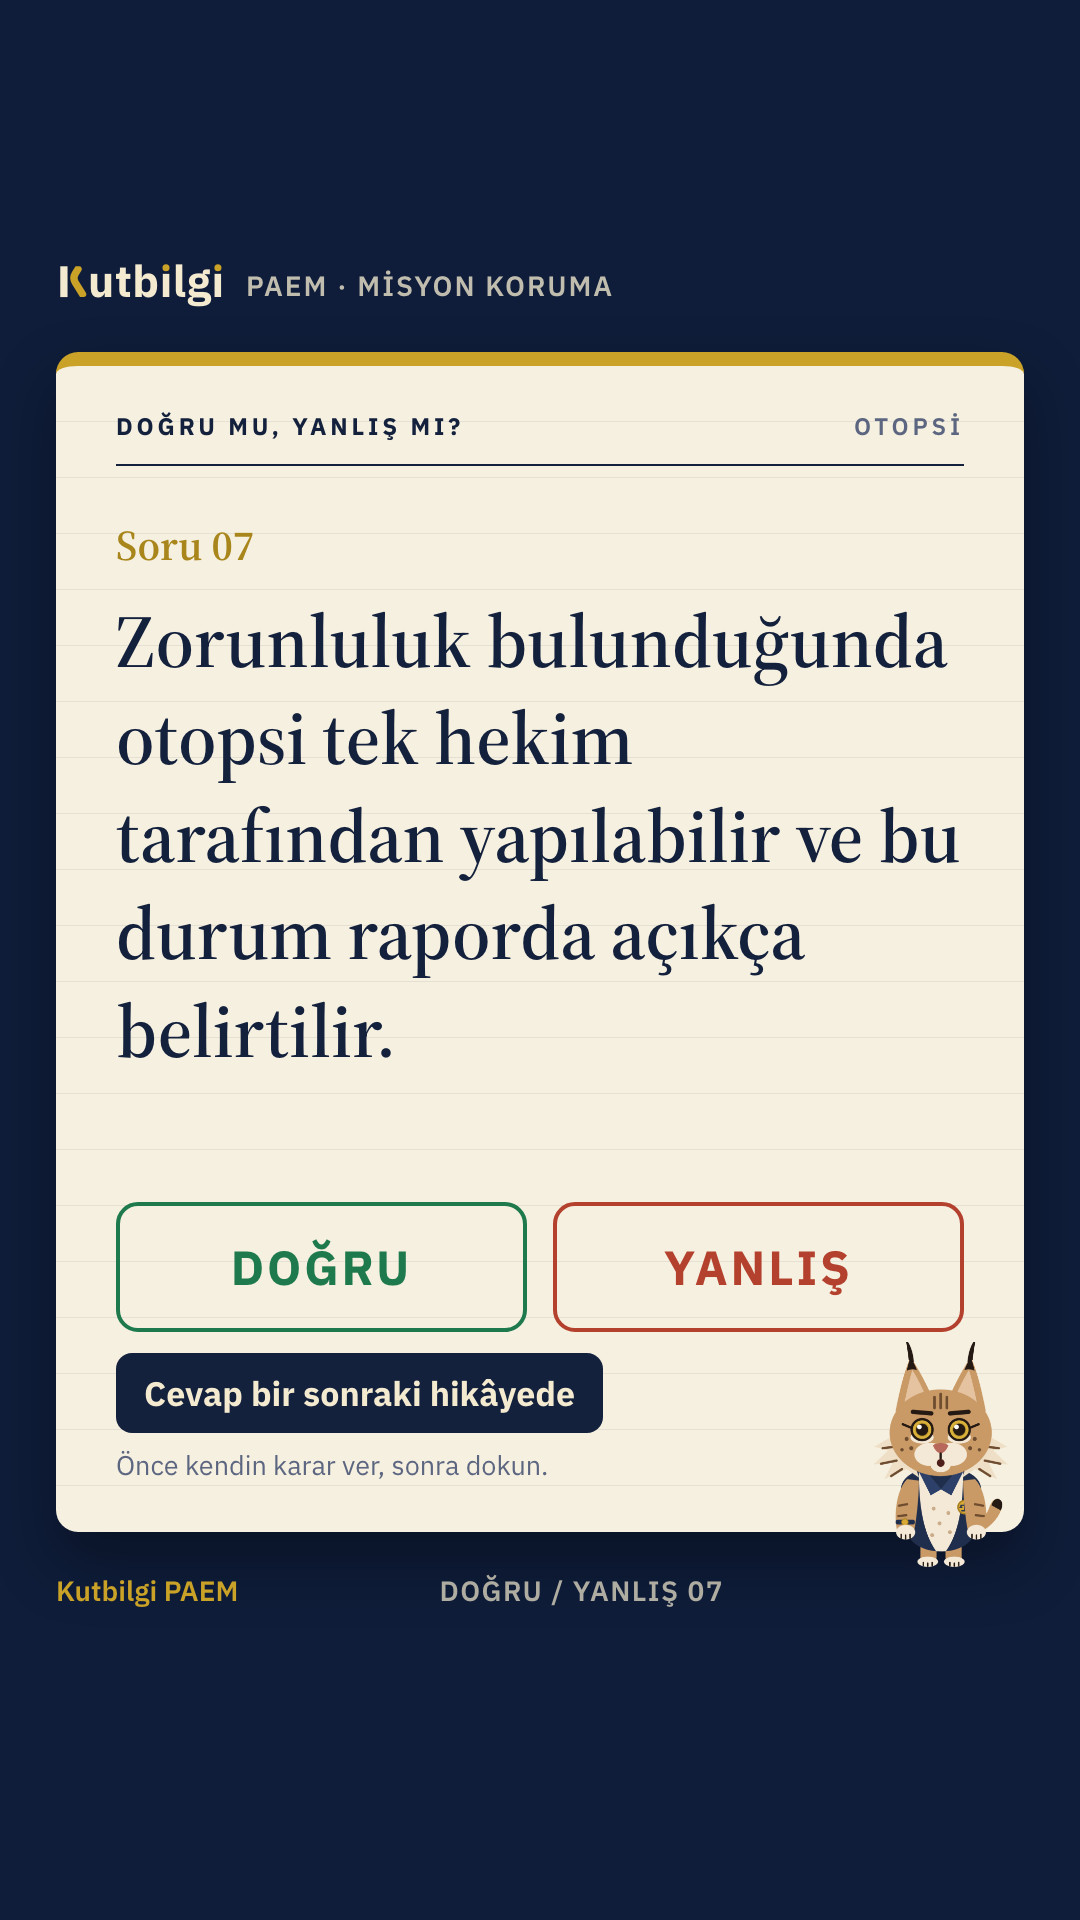 Kutbilgi PAEM · MİSYON KORUMA
DOĞRU MU, YANLIŞ MI? OTOPSİ
Soru 07
Zorunluluk bulunduğunda
otopsi tek hekim
tarafından yapılabilir ve bu
durum raporda açıkça
belirtilir.
DOĞRU YANLIŞ
Cevap bir sonraki hikâyede
Önce kendin karar ver, sonra dokun.
Kutbilgi PAEM DOĞRU / YANLIŞ 07